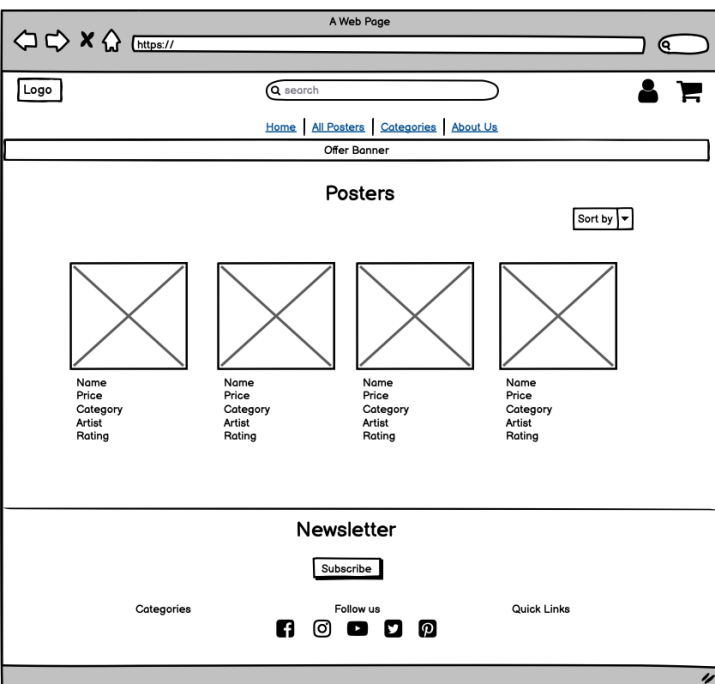 A Web Page
https://
Logo
search
Home | All Posters | Categories | About Us
Offer Banner
Posters
Sort by
Name Name Name Name
Price Price Price Price
Category Category Category Category
Artist Artist Artist Artist
Rating Rating Rating Rating
Newsletter
Subscribe
Categories Follow us Quick Links